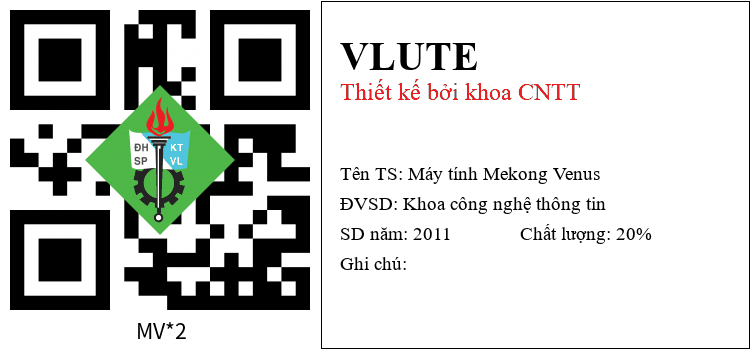 ĐH KT
SP VL
MV*2
VLUTE
Thiết kế bởi khoa CNTT
Tên TS: Máy tính Mekong Venus
ĐVSD: Khoa công nghệ thông tin
SD năm: 2011 Chất lượng: 20%
Ghi chú: